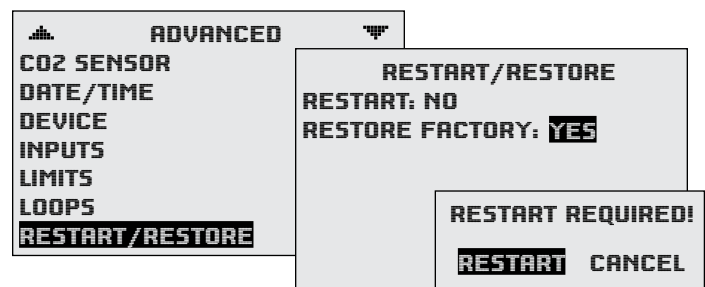 ADVANCED
CO2 SENSOR
DATE/TIME
DEVICE
INPUTS
LIMITS
LOOPS
RESTART/RESTORE
RESTART/RESTORE
RESTART: NO
RESTORE FACTORY: YES
RESTART REQUIRED!
RESTART CANCEL